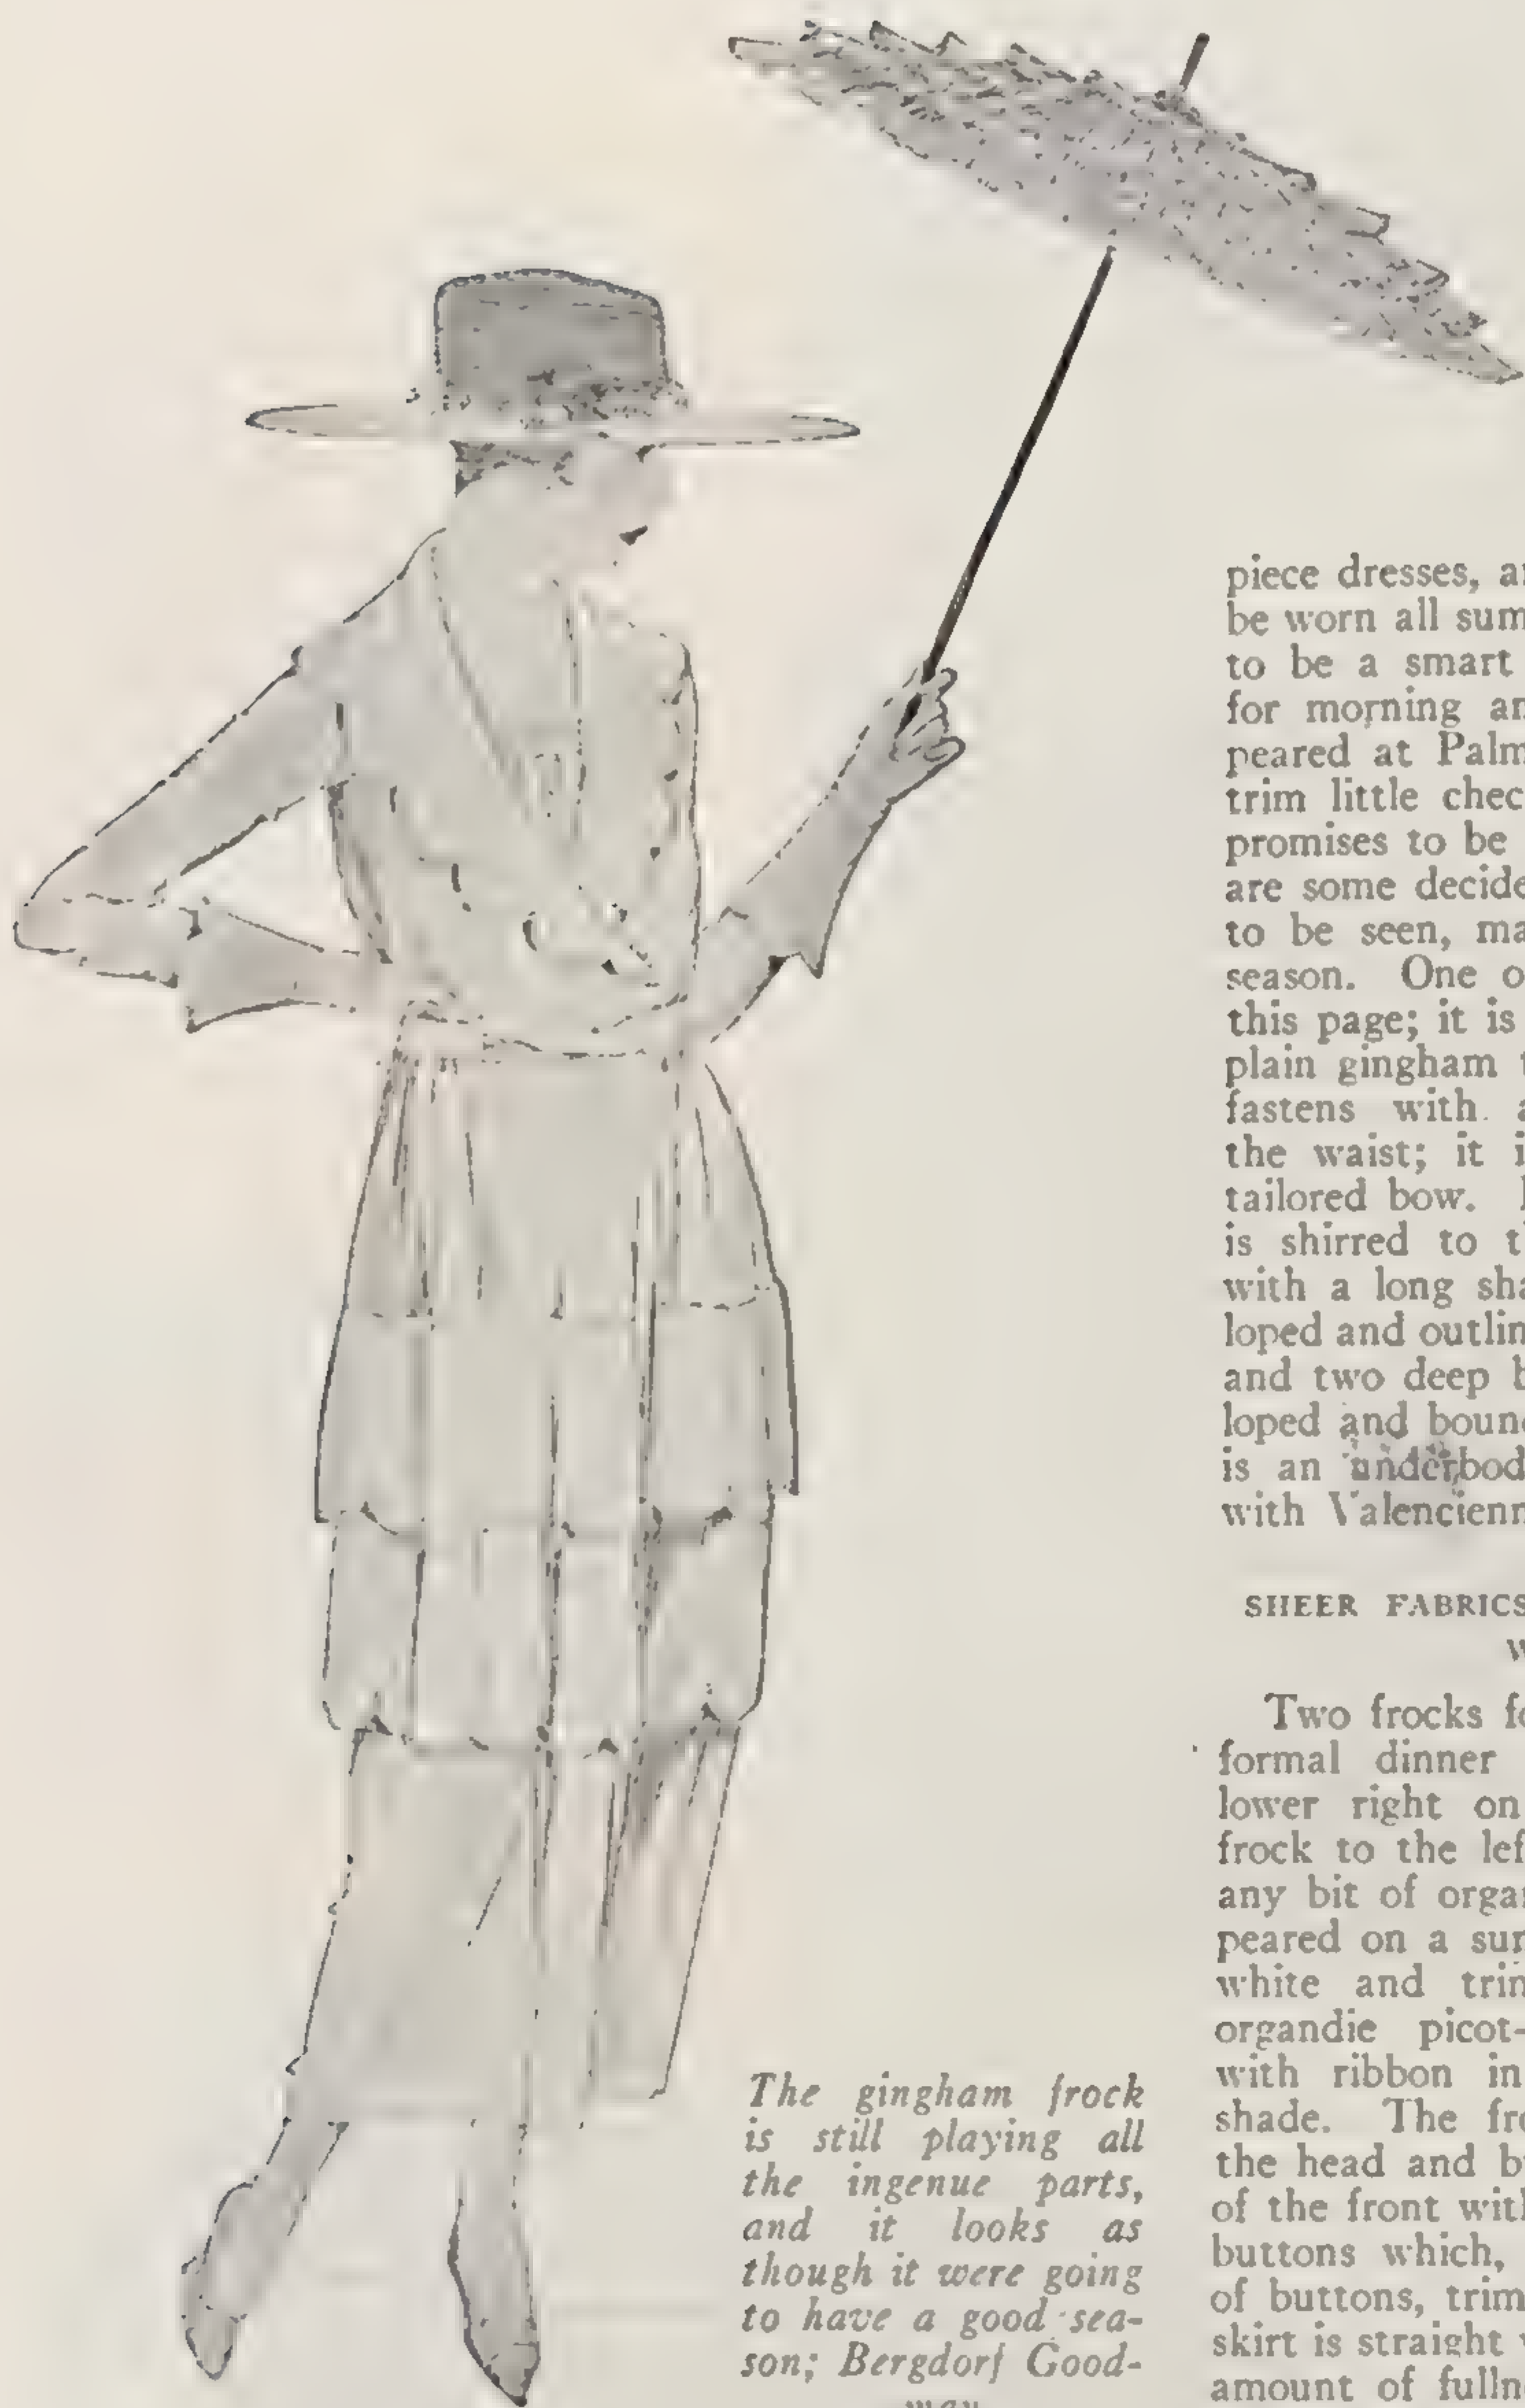 The gingham frock
is still playing all
the ingenue parts,
and it looks as
though it were going
to have a good sea-
son; Bergdorf Good-
man
piece dresses, an
be worn all sum
to be a smart
for morning an
peared at Palm
trim little chec
promises to be
are some decide
to be seen, ma
season. One o
this page; it is
plain gingham t
fastens with a
the waist; it i
tailored bow.
is shirred to t
with a long sha
loped and outlin
and two deep b
loped and boun
is an underbod
with Valencienn
SHEER FABRICS
W
Two frocks fo
formal dinner
lower right on
frock to the lef
any bit of organ
peared on a sur
white and trim
organdie picot-
with ribbon in
shade. The fro
the head and b
of the front with
buttons which,
of buttons, trim
skirt is straight
amount of fulln